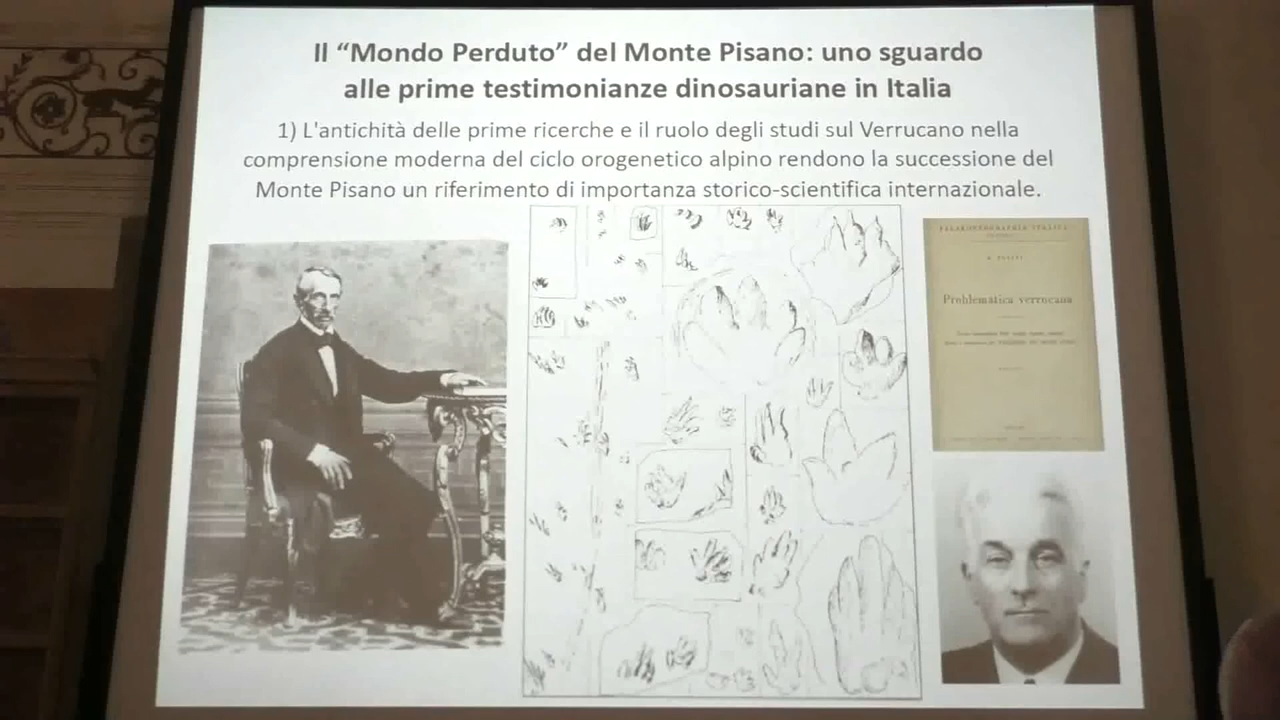 Il “Mondo Perduto” del Monte Pisano: uno sguardo
alle prime testimonianze dinosauriane in Italia
1) L'antichità delle prime ricerche e il ruolo degli studi sul Verrucano nella
comprensione moderna del ciclo orogenetico alpino rendono la successione del
Monte Pisano un riferimento di importanza storico-scientifica internazionale.
PALAEONTOGRAPHIA ITALICA
Problematica verrucana